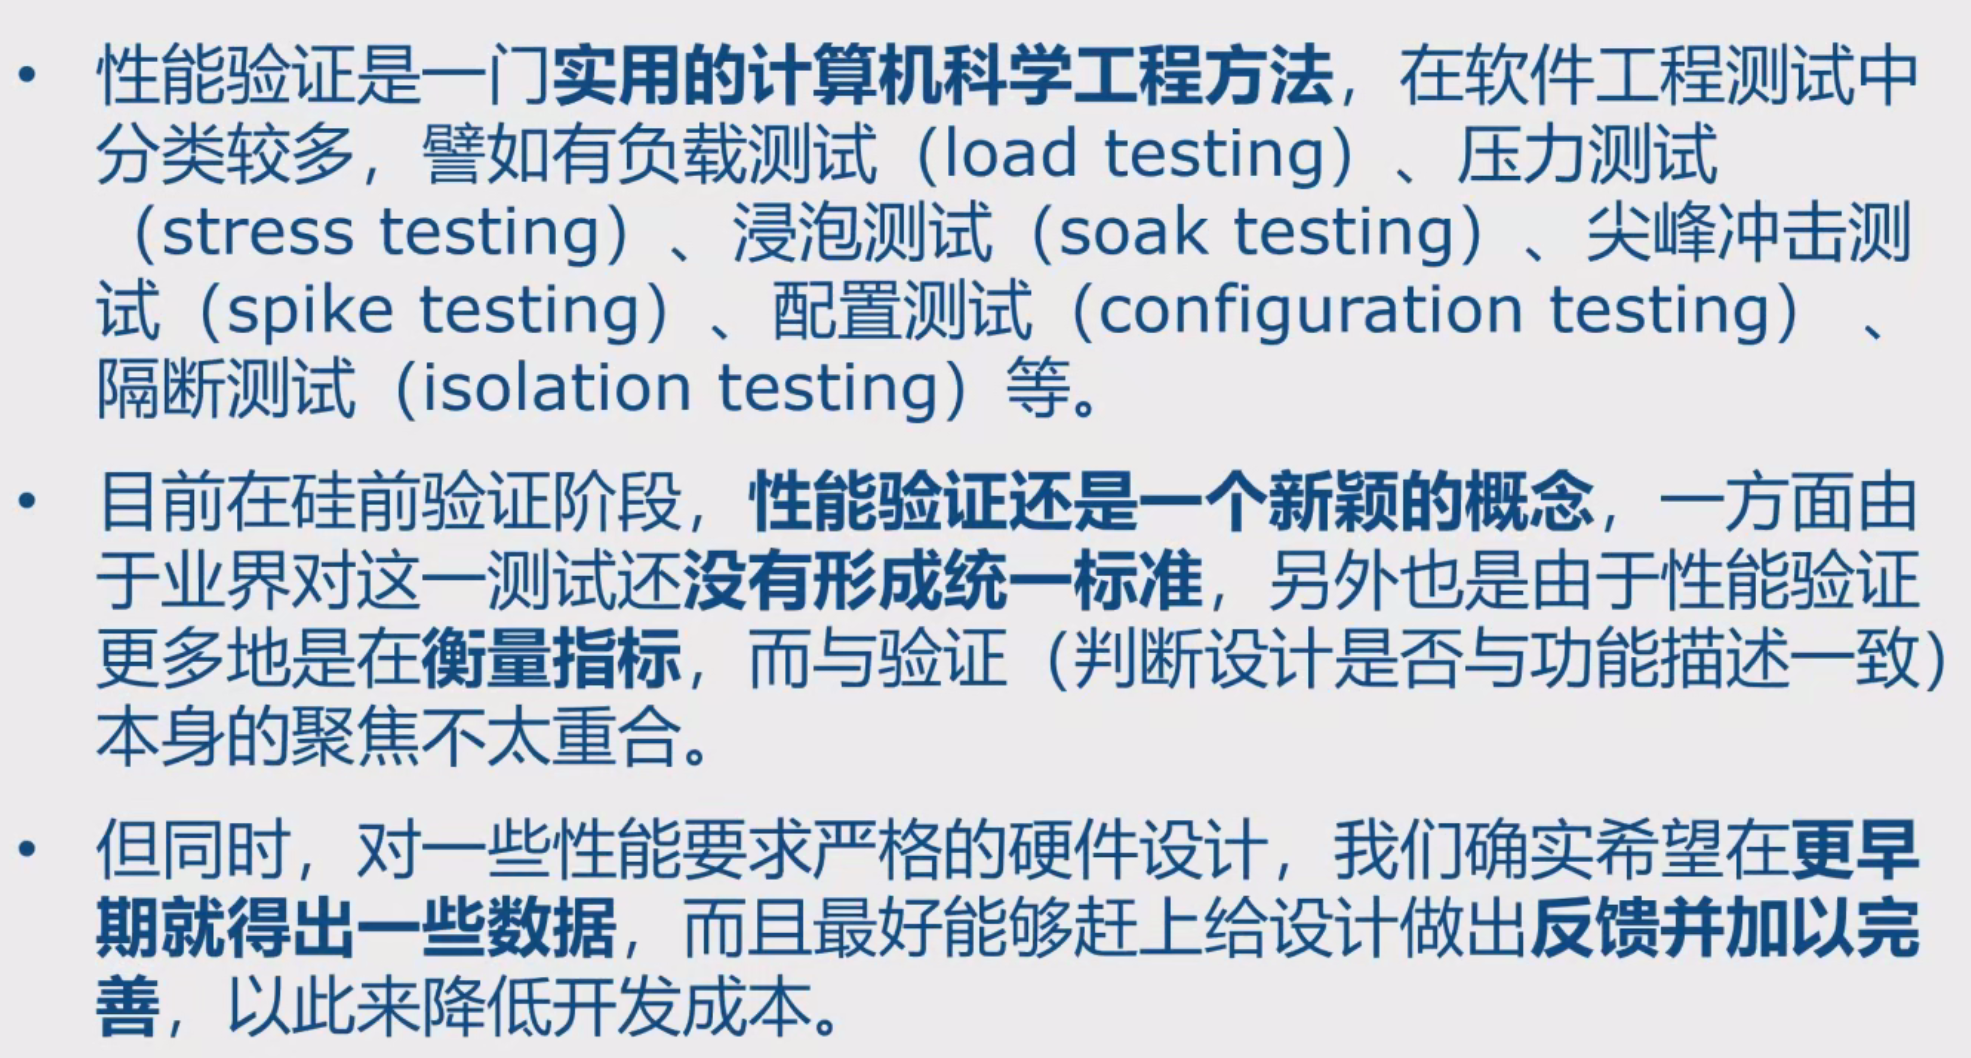 • 性能验证是一门实用的计算机科学工程方法，在软件工程测试中
分类较多，譬如有负载测试（load testing）、压力测试
（stress testing）、浸泡测试（soak testing）、尖峰冲击测
试（spike testing）、配置测试（configuration testing）、
隔断测试（isolation testing）等。
• 目前在硅前验证阶段，性能验证还是一个新颖的概念，一方面由
于业界对这一测试还没有形成统一标准，另外也是由于性能验证
更多地是在衡量指标，而与验证（判断设计是否与功能描述一致）
本身的聚焦不太重合。
• 但同时，对一些性能要求严格的硬件设计，我们确实希望在更早
期就得出一些数据，而且最好能够赶上给设计做出反馈并加以完
善，以此来降低开发成本。